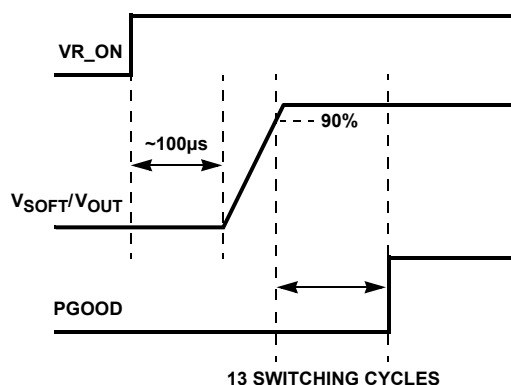 VR_ON
90%
~100µs
VSOFT/VOUT
PGOOD
13 SWITCHING CYCLES